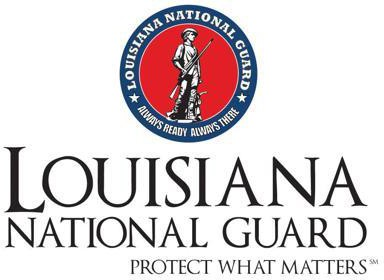 LOUISIANA NATIONAL GUARD
ALWAYS READY ALWAYS THERE
LOUISIANA
NATIONAL GUARD
PROTECT WHAT MATTERS℠